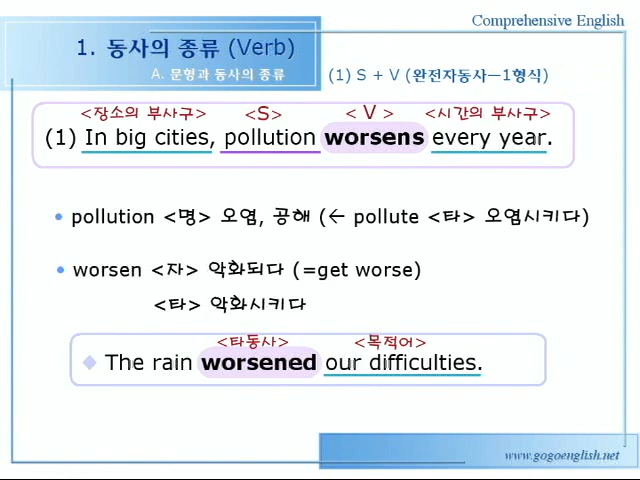 Comprehensive English
1. 동사의 종류 (Verb)
A. 문형과 동사의 종류
(1) S + V (완전자동사—1형식)
<장소의 부사구> <S> < V > <시간의 부사구>
(1) In big cities, pollution worsens every year.
• pollution <명> 오염, 공해 (← pollute <타> 오염시키다)
• worsen <자> 악화되다 (=get worse)
<타> 악화시키다
<타동사> <목적어>
◆ The rain worsened our difficulties.
www.gogoenglish.net